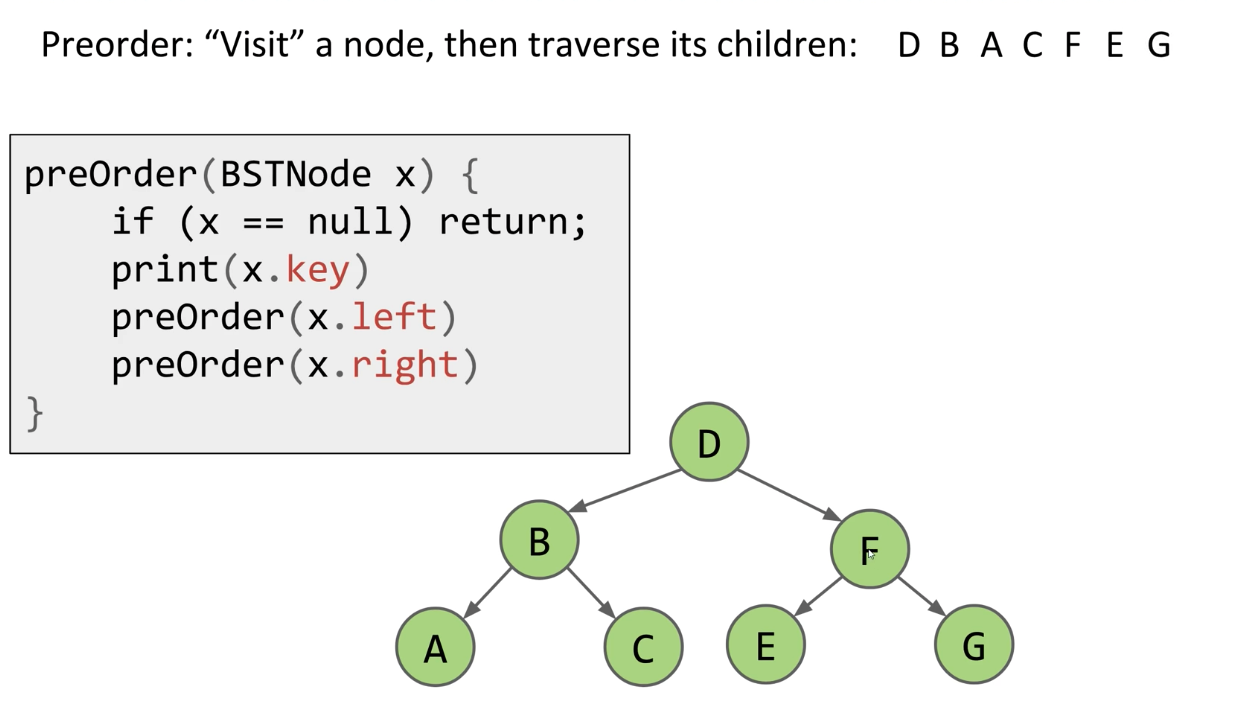 Preorder: “Visit” a node, then traverse its children: D B A C F E G
preOrder(BSTNode x) {
    if (x == null) return;
    print(x.key)
    preOrder(x.left)
    preOrder(x.right)
}
D
B
F
A
C
E
G